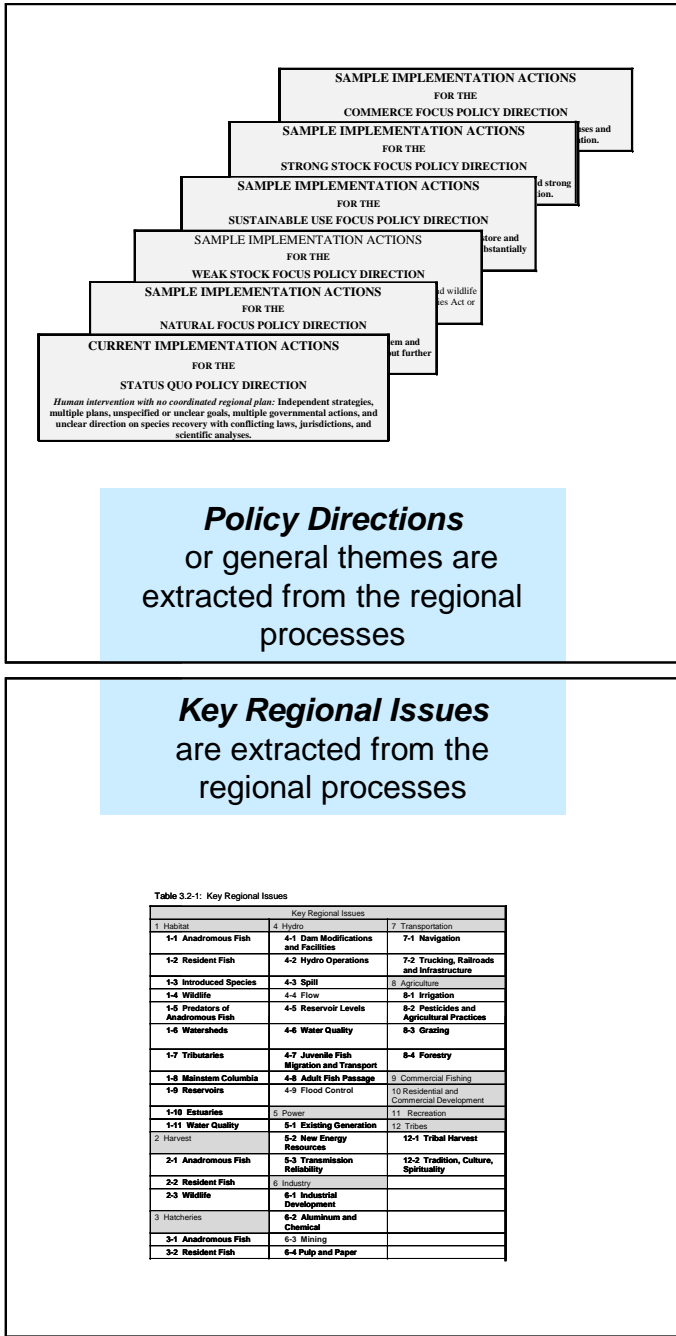 SAMPLE IMPLEMENTATION ACTIONS
FOR THE
COMMERCE FOCUS POLICY DIRECTION
and
SAMPLE IMPLEMENTATION ACTIONS
FOR THE
STRONG STOCK FOCUS POLICY DIRECTION
strong
SAMPLE IMPLEMENTATION ACTIONS
FOR THE
SUSTAINABLE USE FOCUS POLICY DIRECTION
and
SAMPLE IMPLEMENTATION ACTIONS
FOR THE
WEAK STOCK FOCUS POLICY DIRECTION
wildlife
Act or
SAMPLE IMPLEMENTATION ACTIONS
FOR THE
NATURAL FOCUS POLICY DIRECTION
and
further
CURRENT IMPLEMENTATION ACTIONS
FOR THE
STATUS QUO POLICY DIRECTION
Human intervention with no coordinated regional plan: Independent strategies,
multiple plans, unspecified or unclear goals, multiple governmental actions, and
unclear direction on species recovery with conflicting laws, jurisdictions, and
scientific analyses.
Policy Directions
or general themes are
extracted from the regional
processes
Key Regional Issues
are extracted from the
regional processes
Table 3.2-1: Key Regional Issues
Key Regional Issues
1 Habitat 4 Hydro 7 Transportation
1-1 Anadromous Fish 4-1 Dam Modifications and Facilities 7-1 Navigation
1-2 Resident Fish 4-2 Hydro Operations 7-2 Trucking, Railroads and Infrastructure
1-3 Introduced Species 4-3 Spill 8 Agriculture
1-4 Wildlife 4-4 Flow 8-1 Irrigation
1-5 Predators of Anadromous Fish 4-5 Reservoir Levels 8-2 Pesticides and Agricultural Practices
1-6 Watersheds 4-6 Water Quality 8-3 Grazing
1-7 Tributaries 4-7 Juvenile Fish Migration and Transport 8-4 Forestry
1-8 Mainstem Columbia 4-8 Adult Fish Passage 9 Commercial Fishing
1-9 Reservoirs 4-9 Flood Control 10 Residential and Commercial Development
1-10 Estuaries 5 Power 11 Recreation
1-11 Water Quality 5-1 Existing Generation 12 Tribes
2 Harvest 5-2 New Energy Resources 12-1 Tribal Harvest
2-1 Anadromous Fish 5-3 Transmission Reliability 12-2 Tradition, Culture, Spirituality
2-2 Resident Fish 6 Industry
2-3 Wildlife 6-1 Industrial Development
3 Hatcheries 6-2 Aluminum and Chemical
3-1 Anadromous Fish 6-3 Mining
3-2 Resident Fish 6-4 Pulp and Paper